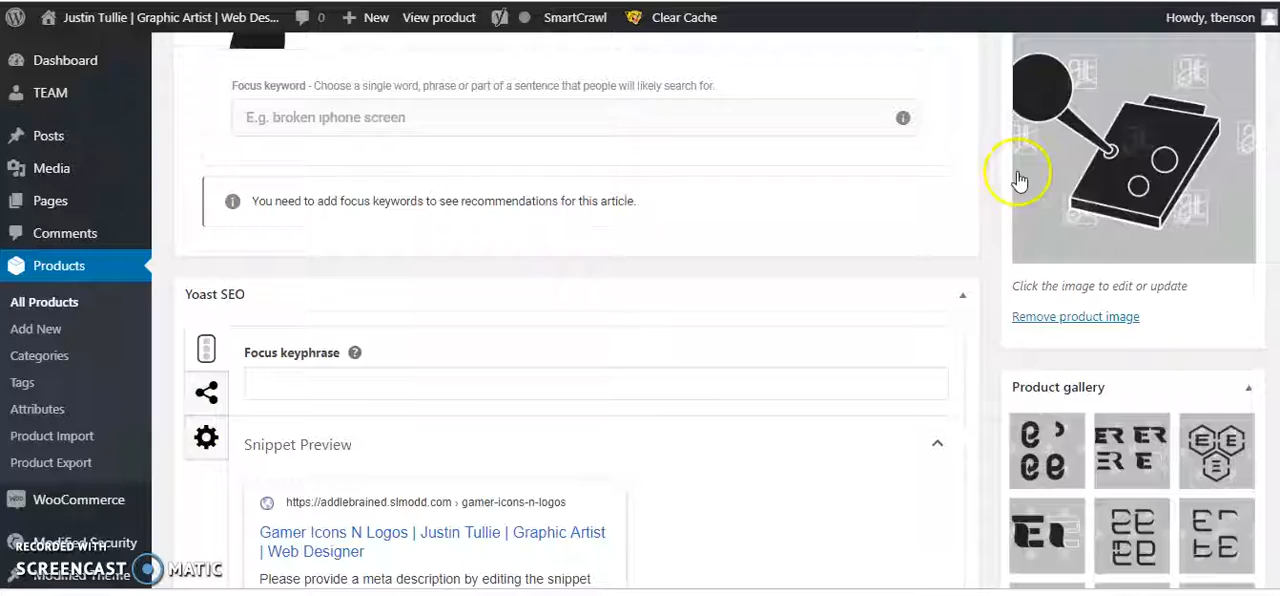 Justin Tullie | Graphic Artist | Web Des...
0
New
View product
SmartCrawl
Clear Cache
Howdy, tbenson
Dashboard
TEAM
Posts
Media
Pages
Comments
Products
All Products
Add New
Categories
Tags
Attributes
Product Import
Product Export
WooCommerce
Modified Security
Modified Theme
RECORDED WITH
SCREENCAST MATIC
Focus keyword - Choose a single word, phrase or part of a sentence that people will likely search for.
E.g. broken iphone screen
You need to add focus keywords to see recommendations for this article.
Yoast SEO
Focus keyphrase
Snippet Preview
https://addlebrained.slmodd.com › gamer-icons-n-logos
Gamer Icons N Logos | Justin Tullie | Graphic Artist
| Web Designer
Please provide a meta description by editing the snippet
Click the image to edit or update
Remove product image
Product gallery